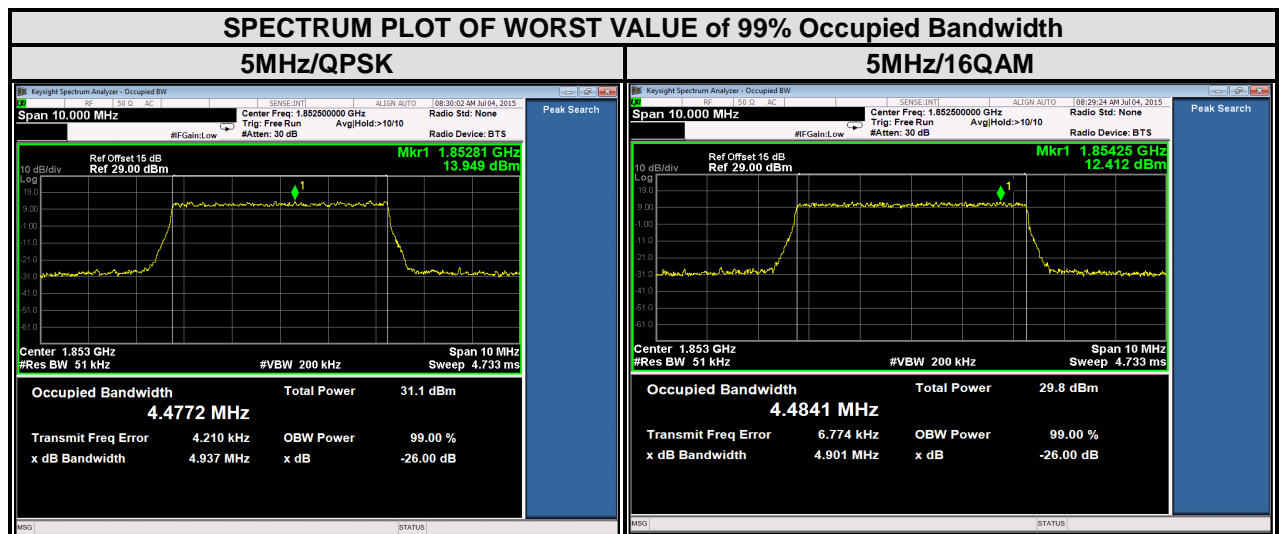 SPECTRUM PLOT OF WORST VALUE of 99% Occupied Bandwidth
5MHz/QPSK
5MHz/16QAM
Keysight Spectrum Analyzer - Occupied BW
RF 50 Ω AC SENSE:INT ALIGN AUTO 08:30:02 AM Jul 04, 2015
Span 10.000 MHz
Center Freq: 1.852500000 GHz
Radio Std: None
Trig: Free Run Avg|Hold:>10/10
#IFGain:Low #Atten: 30 dB
Radio Device: BTS
Peak Search
Ref Offset 15 dB
10 dB/div Ref 29.00 dBm
Mkr1 1.85281 GHz
13.949 dBm
Log
19.0
9.00
-1.00
-11.0
-21.0
-31.0
-41.0
-51.0
-61.0
1
Center 1.853 GHz Span 10 MHz
#Res BW 51 kHz #VBW 200 kHz Sweep 4.733 ms
Occupied Bandwidth Total Power 31.1 dBm
4.4772 MHz
Transmit Freq Error 4.210 kHz OBW Power 99.00 %
x dB Bandwidth 4.937 MHz x dB -26.00 dB
MSG STATUS
Keysight Spectrum Analyzer - Occupied BW
RF 50 Ω AC SENSE:INT ALIGN AUTO 08:29:24 AM Jul 04, 2015
Span 10.000 MHz
Center Freq: 1.852500000 GHz
Radio Std: None
Trig: Free Run Avg|Hold:>10/10
#IFGain:Low #Atten: 30 dB
Radio Device: BTS
Peak Search
Ref Offset 15 dB
10 dB/div Ref 29.00 dBm
Mkr1 1.85425 GHz
12.412 dBm
Log
19.0
9.00
-1.00
-11.0
-21.0
-31.0
-41.0
-51.0
-61.0
1
Center 1.853 GHz Span 10 MHz
#Res BW 51 kHz #VBW 200 kHz Sweep 4.733 ms
Occupied Bandwidth Total Power 29.8 dBm
4.4841 MHz
Transmit Freq Error 6.774 kHz OBW Power 99.00 %
x dB Bandwidth 4.901 MHz x dB -26.00 dB
MSG STATUS